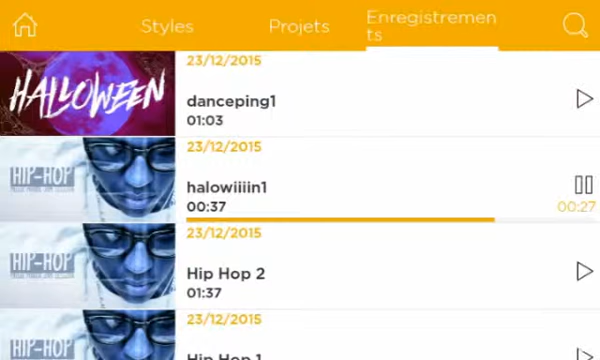 Styles
Projets
Enregistremen
ts
HALLOWEEN
23/12/2015
danceping1
01:03
HIP-HOP
23/12/2015
halowiiiin1
00:37
00:27
HIP-HOP
23/12/2015
Hip Hop 2
01:37
HIP-HOP
23/12/2015
Hip Hop 1